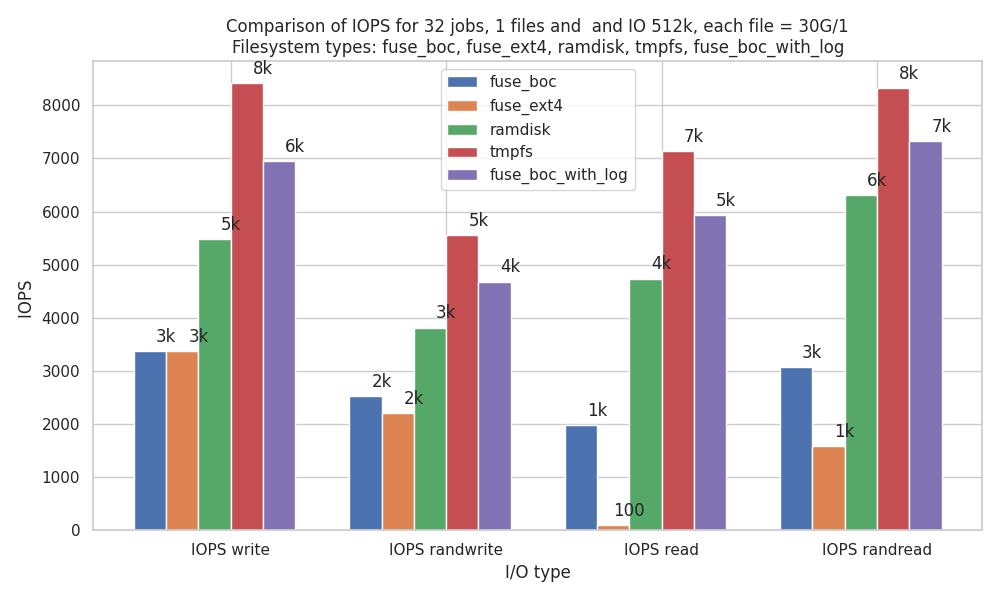 Comparison of IOPS for 32 jobs, 1 files and  and IO 512k, each file = 30G/1
Filesystem types: fuse_boc, fuse_ext4, ramdisk, tmpfs, fuse_boc_with_log
fuse_boc
fuse_ext4
ramdisk
tmpfs
fuse_boc_with_log
IOPS
8000
7000
6000
5000
4000
3000
2000
1000
0
3k
3k
5k
8k
6k
2k
2k
3k
5k
4k
1k
100
4k
7k
5k
3k
1k
6k
8k
7k
IOPS write
IOPS randwrite
IOPS read
IOPS randread
I/O type